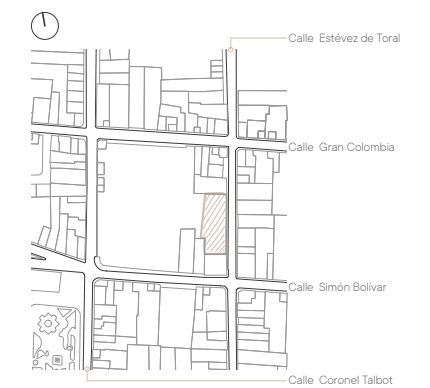 Calle Estévez de Toral
Calle Gran Colombia
Calle Simón Bolívar
Calle Coronel Talbot